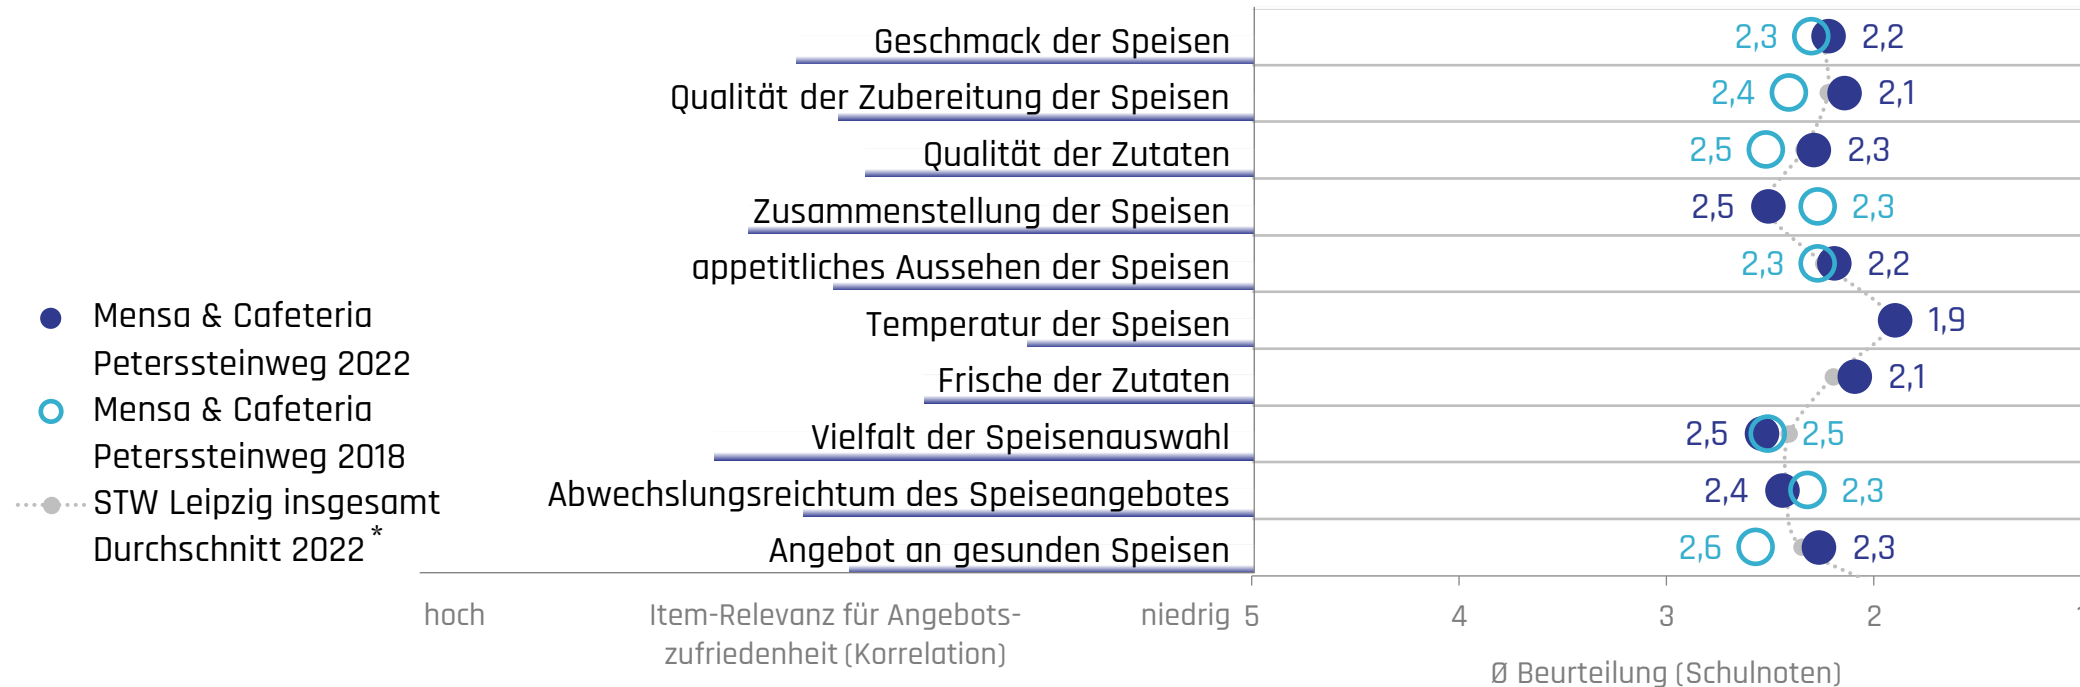 Geschmack der Speisen 2,3 2,2
Qualität der Zubereitung der Speisen 2,4 2,1
Qualität der Zutaten 2,5 2,3
Zusammenstellung der Speisen 2,5 2,3
appetitliches Aussehen der Speisen 2,3 2,2
Temperatur der Speisen 1,9
Frische der Zutaten 2,1
Vielfalt der Speisenauswahl 2,5 2,5
Abwechslungsreichtum des Speiseangebotes 2,4 2,3
Angebot an gesunden Speisen 2,6 2,3
Mensa & Cafeteria
Peterssteinweg 2022
Mensa & Cafeteria
Peterssteinweg 2018
STW Leipzig insgesamt
Durchschnitt 2022*
hoch Item-Relevanz für Angebots- niedrig
zufriedenheit (Korrelation)
5 4 3 2
Ø Beurteilung (Schulnoten)